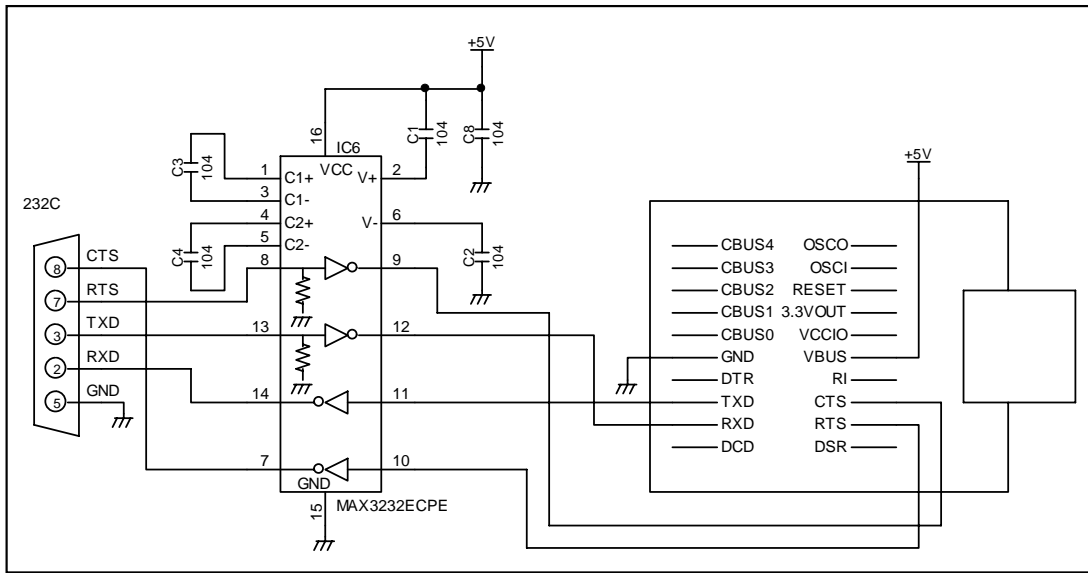 +5V
16
IC6
C1
104
C8
104
C3
104
1
C1+
VCC
V+
2
3
C1-
4
C2+
V-
6
C4
104
5
C2-
C2
104
232C
8
CTS
8
9
7
RTS
3
TXD
13
12
2
RXD
14
11
5
GND
7
10
GND
15
MAX3232ECPE
+5V
CBUS4 OSCO
CBUS3 OSCI
CBUS2 RESET
CBUS1 3.3VOUT
CBUS0 VCCIO
GND VBUS
DTR RI
TXD CTS
RXD RTS
DCD DSR